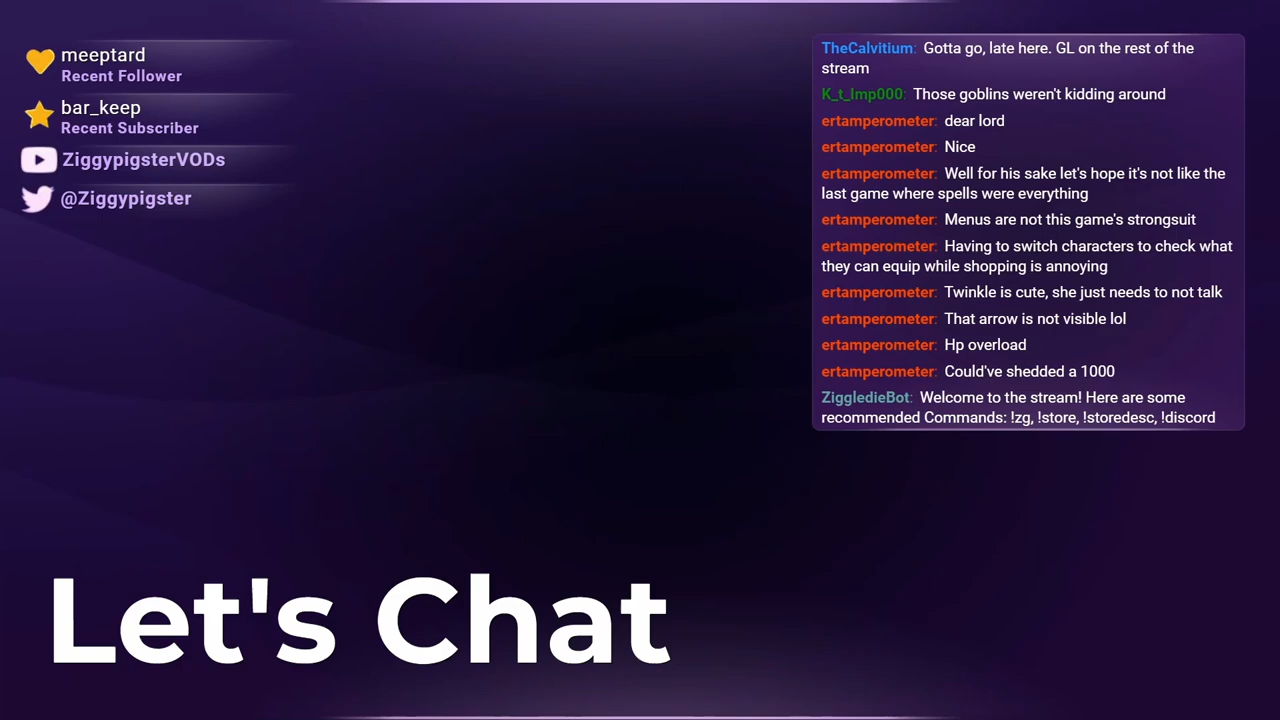 meeptard
Recent Follower
bar_keep
Recent Subscriber
ZiggypigsterVODs
@Ziggypigster
TheCalvitium: Gotta go, late here. GL on the rest of the
stream
K_t_Imp000: Those goblins weren't kidding around
ertamperometer: dear lord
ertamperometer: Nice
ertamperometer: Well for his sake let's hope it's not like the
last game where spells were everything
ertamperometer: Menus are not this game's strongsuit
ertamperometer: Having to switch characters to check what
they can equip while shopping is annoying
ertamperometer: Twinkle is cute, she just needs to not talk
ertamperometer: That arrow is not visible lol
ertamperometer: Hp overload
ertamperometer: Could've shedded a 1000
ZiggledieBot: Welcome to the stream! Here are some
recommended Commands: !zg, !store, !storedesc, !discord
Let's Chat